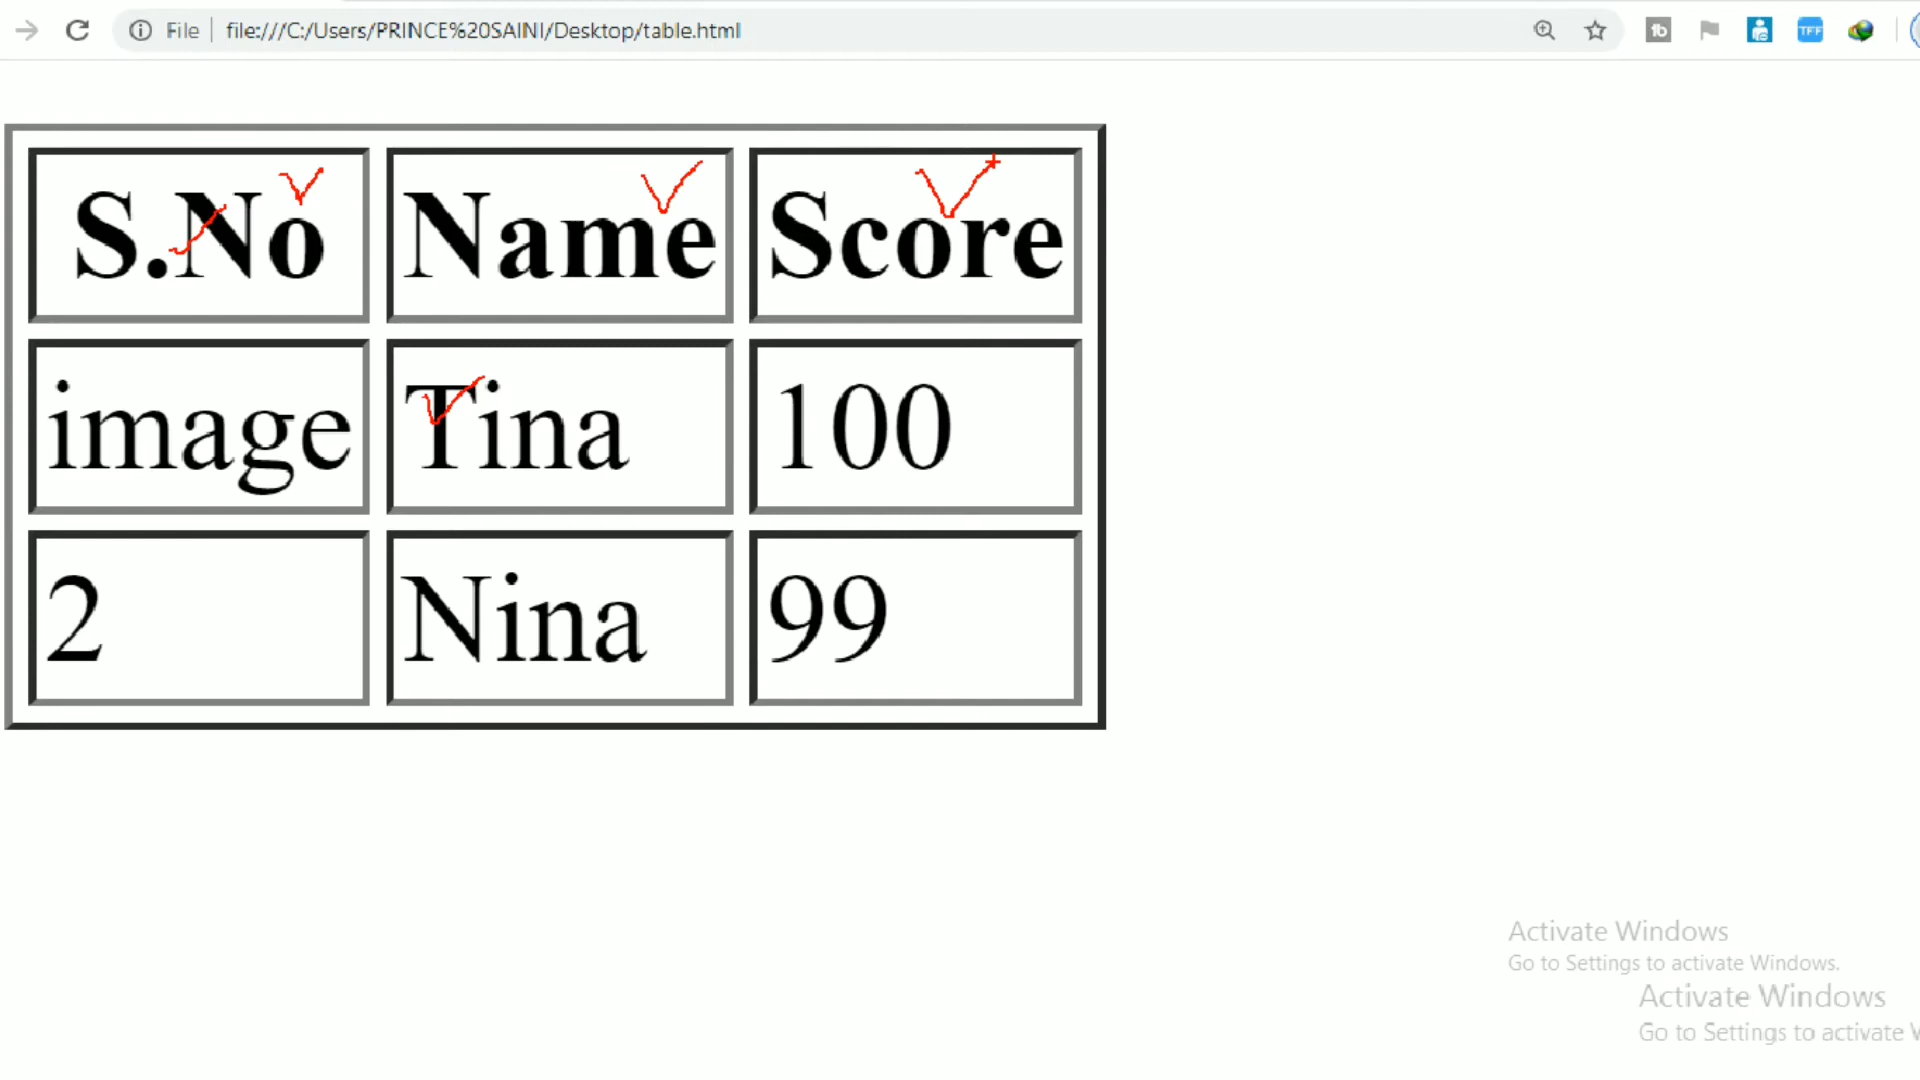 File file:///C:/Users/PRINCE%20SAINI/Desktop/table.html
S.No Name Score
image Tina 100
2 Nina 99
Activate Windows
Go to Settings to activate Windows.
Activate Windows
Go to Settings to activate